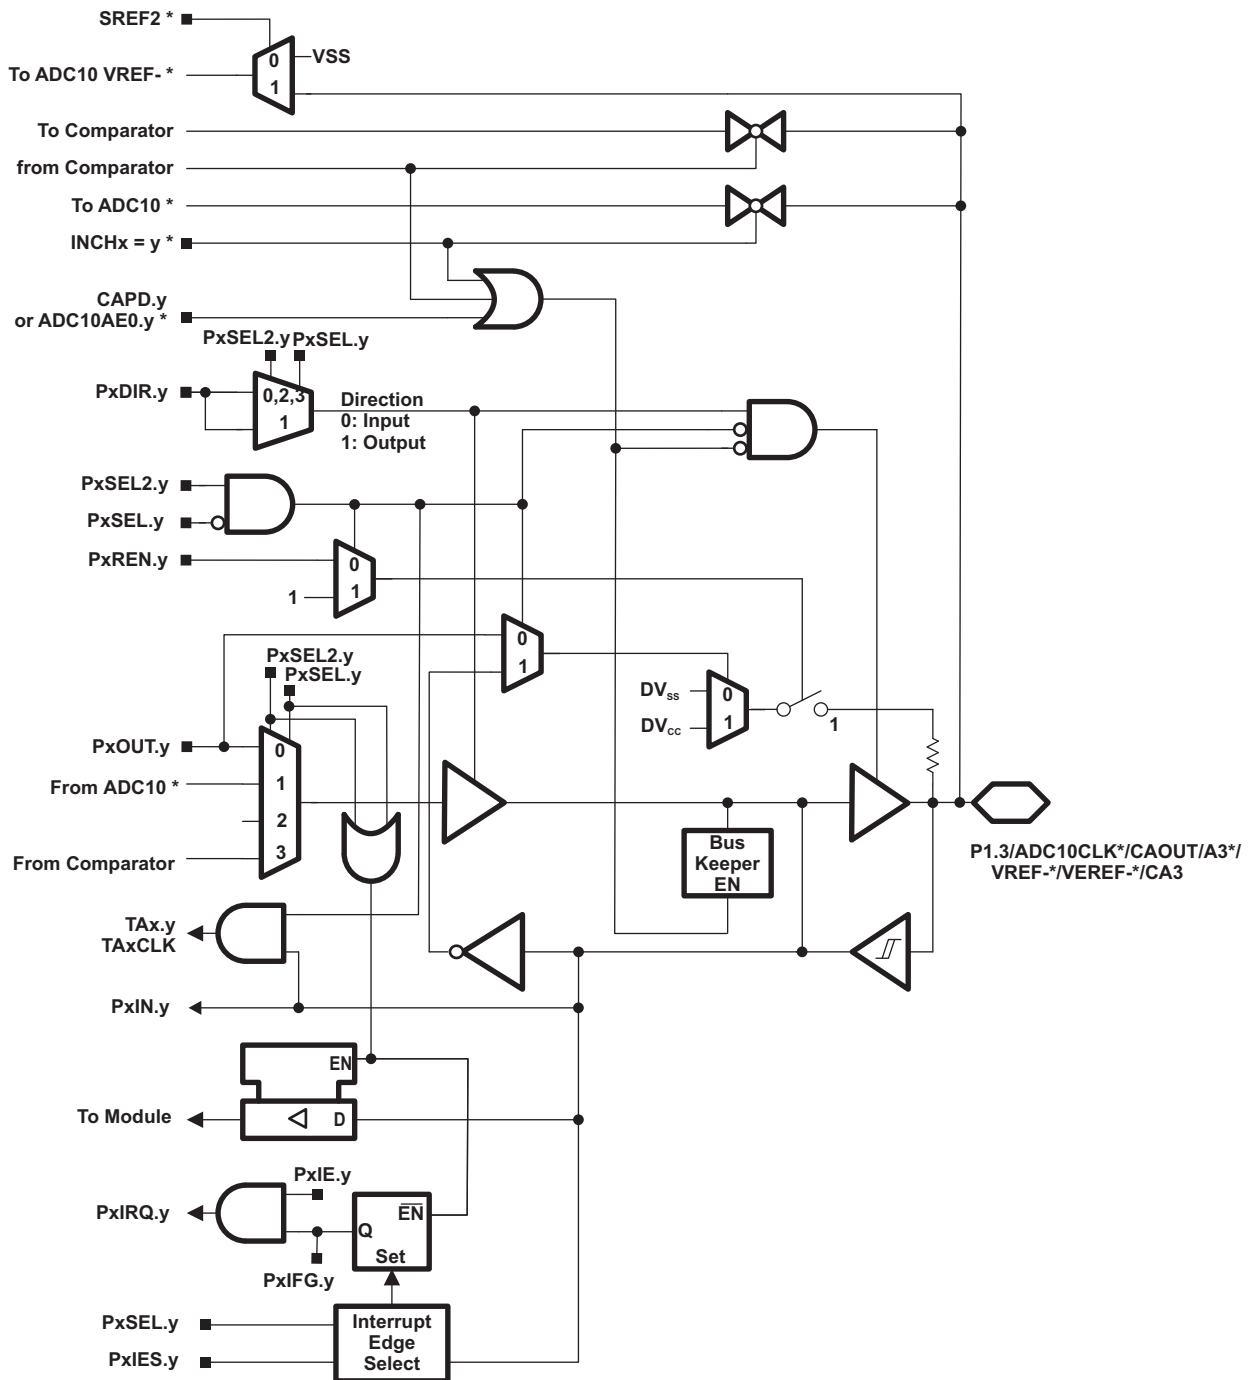 SREF2 *
VSS
0
To ADC10 VREF- *
1
To Comparator
from Comparator
To ADC10 *
INCHx = y *
CAPD.y
or ADC10AE0.y *
PxSEL2.y PxSEL.y
PxDIR.y
0,2,3
1
Direction
0: Input
1: Output
PxSEL2.y
PxSEL.y
PxREN.y
0
1
1
0
1
PxSEL2.y
PxSEL.y
DVSS
0
DVCC
1
1
PxOUT.y
0
From ADC10 *
1
2
From Comparator
3
Bus
Keeper
EN
P1.3/ADC10CLK*/CAOUT/A3*/
VREF-*/VEREF-*/CA3
TAx.y
TAxCLK
PxIN.y
EN
To Module
D
PxIE.y
PxIRQ.y
EN
Q
Set
PxIFG.y
PxSEL.y
PxIES.y
Interrupt
Edge
Select